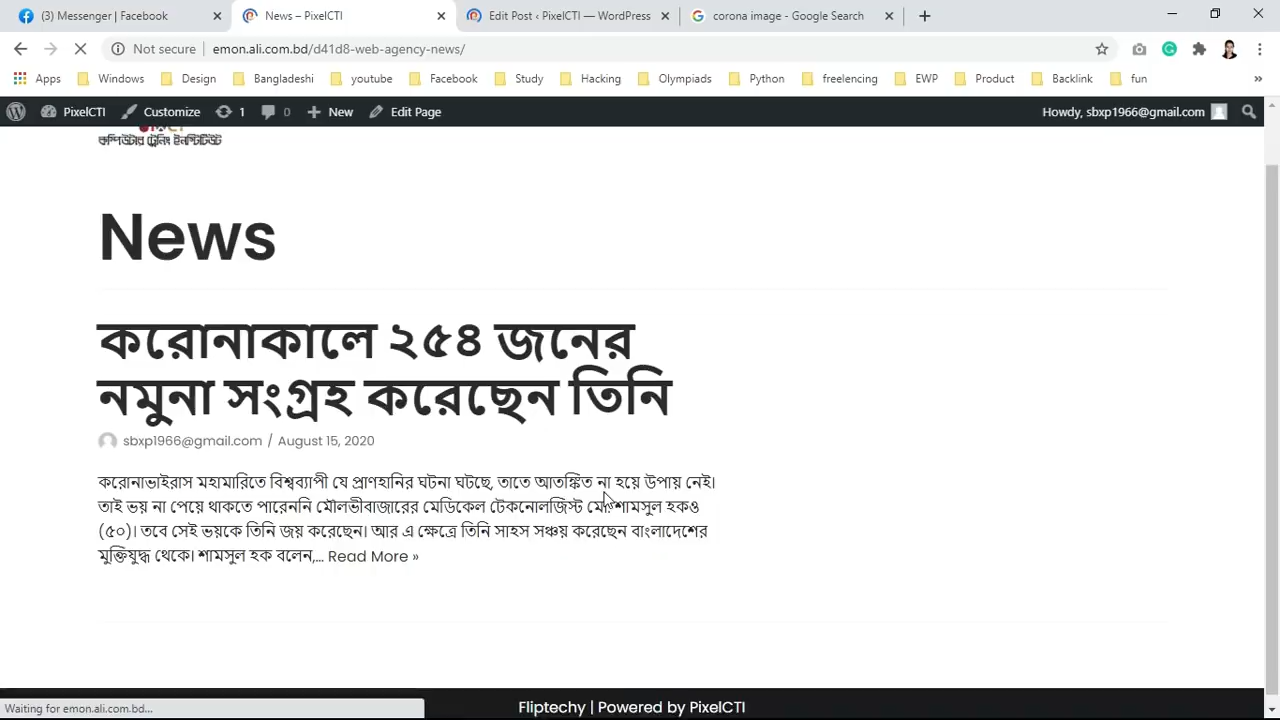 (3) Messenger | Facebook
News – PixelCTI
Edit Post ‹ PixelCTI — WordPress
corona image - Google Search
Not secure
emon.ali.com.bd/d41d8-web-agency-news/
Apps
Windows
Design
Bangladeshi
youtube
Facebook
Study
Hacking
Olympiads
Python
freelencing
EWP
Product
Backlink
fun
»
PixelCTI
Customize
1
0
New
Edit Page
Howdy, sbxp1966@gmail.com
কম্পিউটার ট্রেনিং ইনস্টিটিউট
News
করোনাকালে ২৫৪ জনের
নমুনা সংগ্রহ করেছেন তিনি
sbxp1966@gmail.com / August 15, 2020
করোনাভাইরাস মহামারিতে বিশ্বব্যাপী যে প্রাণহানির ঘটনা ঘটছে, তাতে আতঙ্কিত না হয়ে উপায় নেই।
তাই ভয় না পেয়ে থাকতে পারেননি মৌলভীবাজারের মেডিকেল টেকনোলজিস্ট মোঃ শামসুল হকও
(৫০)। তবে সেই ভয়কে তিনি জয় করেছেন। আর এ ক্ষেত্রে তিনি সাহস সঞ্চয় করেছেন বাংলাদেশের
মুক্তিযুদ্ধ থেকে। শামসুল হক বলেন,... Read More »
Fliptechy | Powered by PixelCTI
Waiting for emon.ali.com.bd...